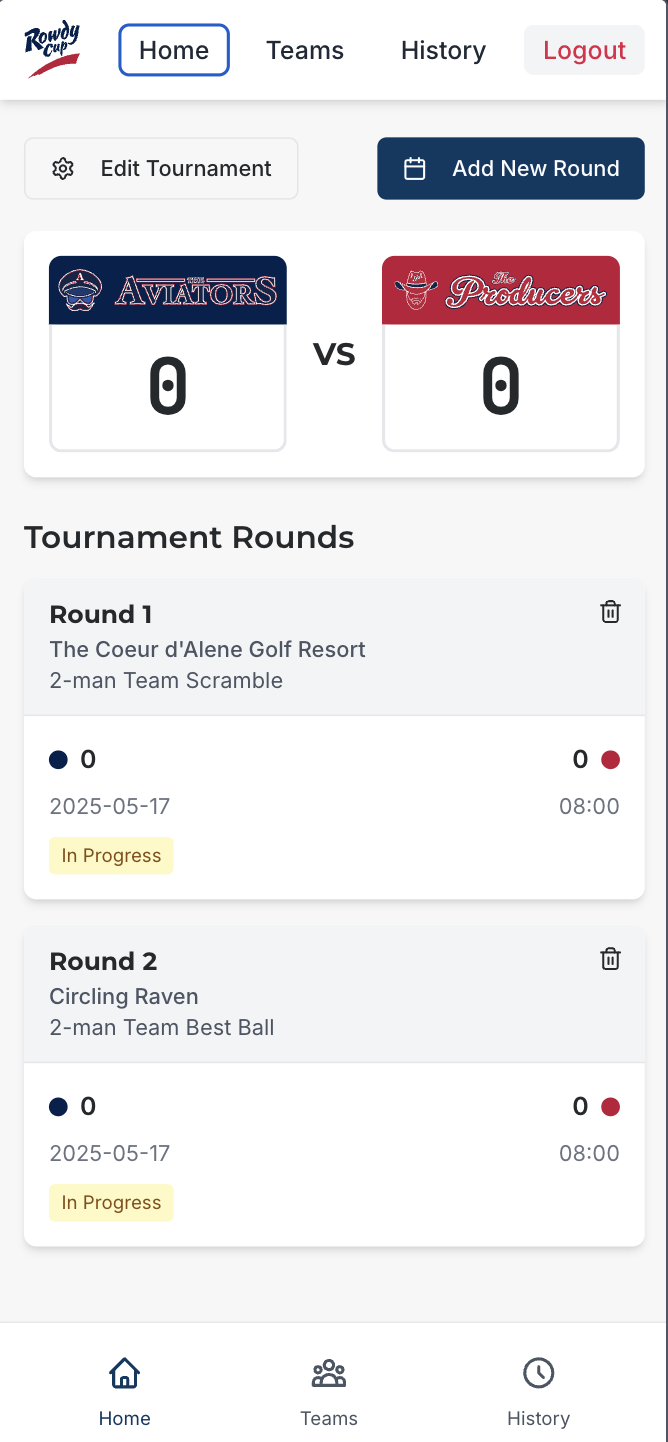 Rowdy Cup
Home
Teams
History
Logout
Edit Tournament
Add New Round
A
THE AVIATORS
The Producers
0
VS
0
Tournament Rounds
Round 1
The Coeur d'Alene Golf Resort
2-man Team Scramble
0
0
2025-05-17
08:00
In Progress
Round 2
Circling Raven
2-man Team Best Ball
0
0
2025-05-17
08:00
In Progress
Home
Teams
History